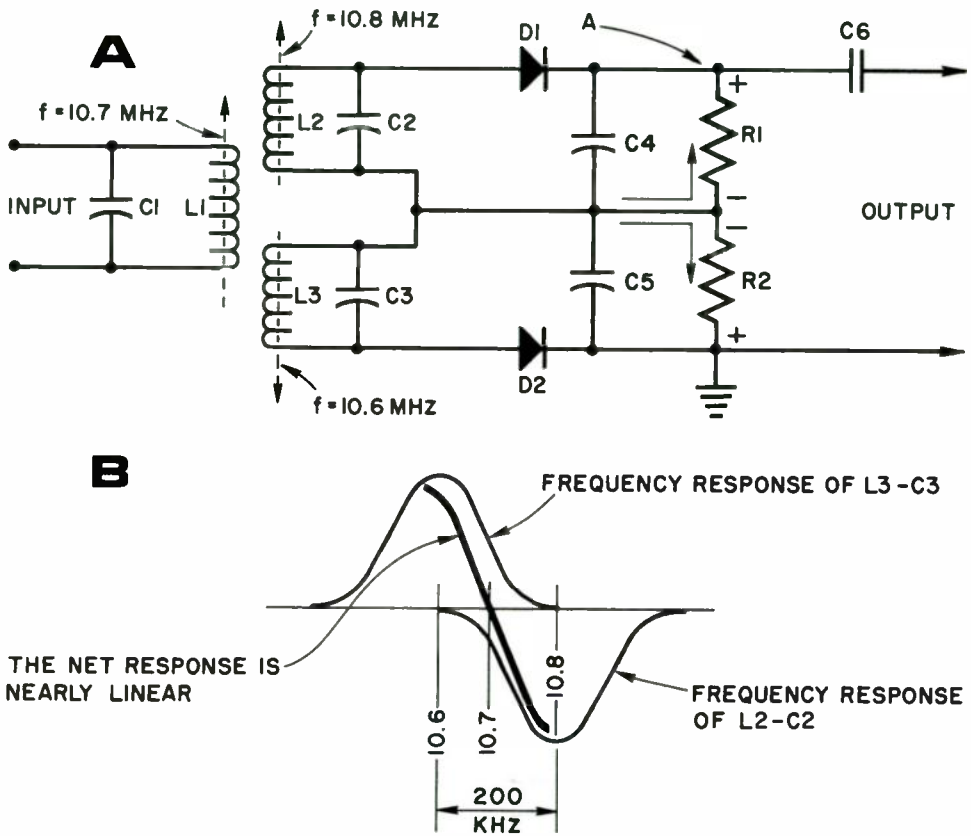 A
f = 10.8 MHz
D1
A
C6
f = 10.7 MHz
L2
C2
C4
+
R1
INPUT
C1
L1
−
−
OUTPUT
L3
C3
C5
R2
+
D2
f = 10.6 MHz
B
FREQUENCY RESPONSE OF L3-C3
THE NET RESPONSE IS
NEARLY LINEAR
10.6
10.7
10.8
FREQUENCY RESPONSE
OF L2-C2
200
KHz